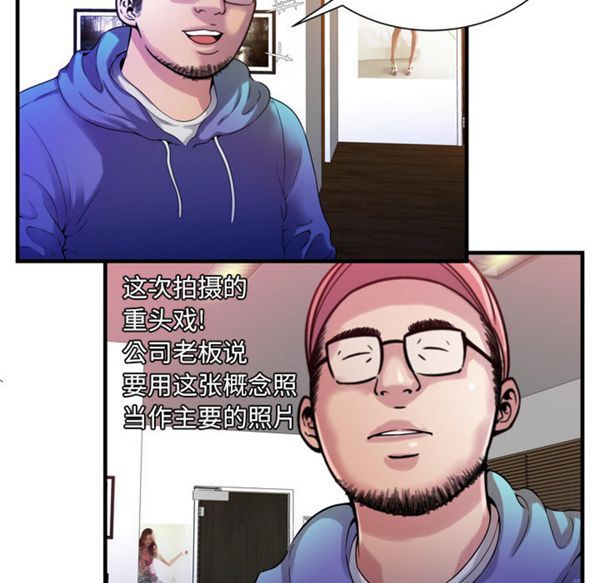 这次拍摄的
重头戏!
公司老板说
要用这张概念照
当作主要的照片